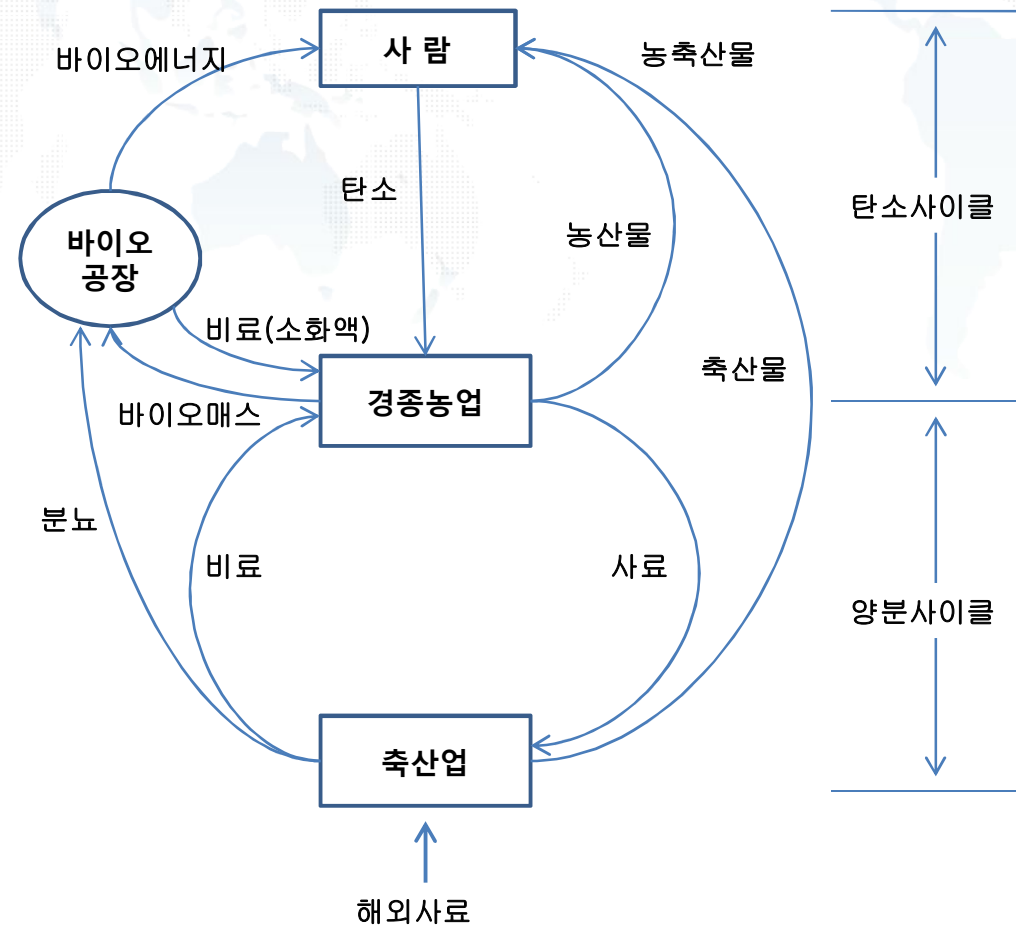 사 람
농축산물
바이오에너지
탄소
탄소사이클
농산물
바이오
공장
비료(소화액)
축산물
경종농업
바이오매스
분뇨
비료
사료
양분사이클
축산업
해외사료